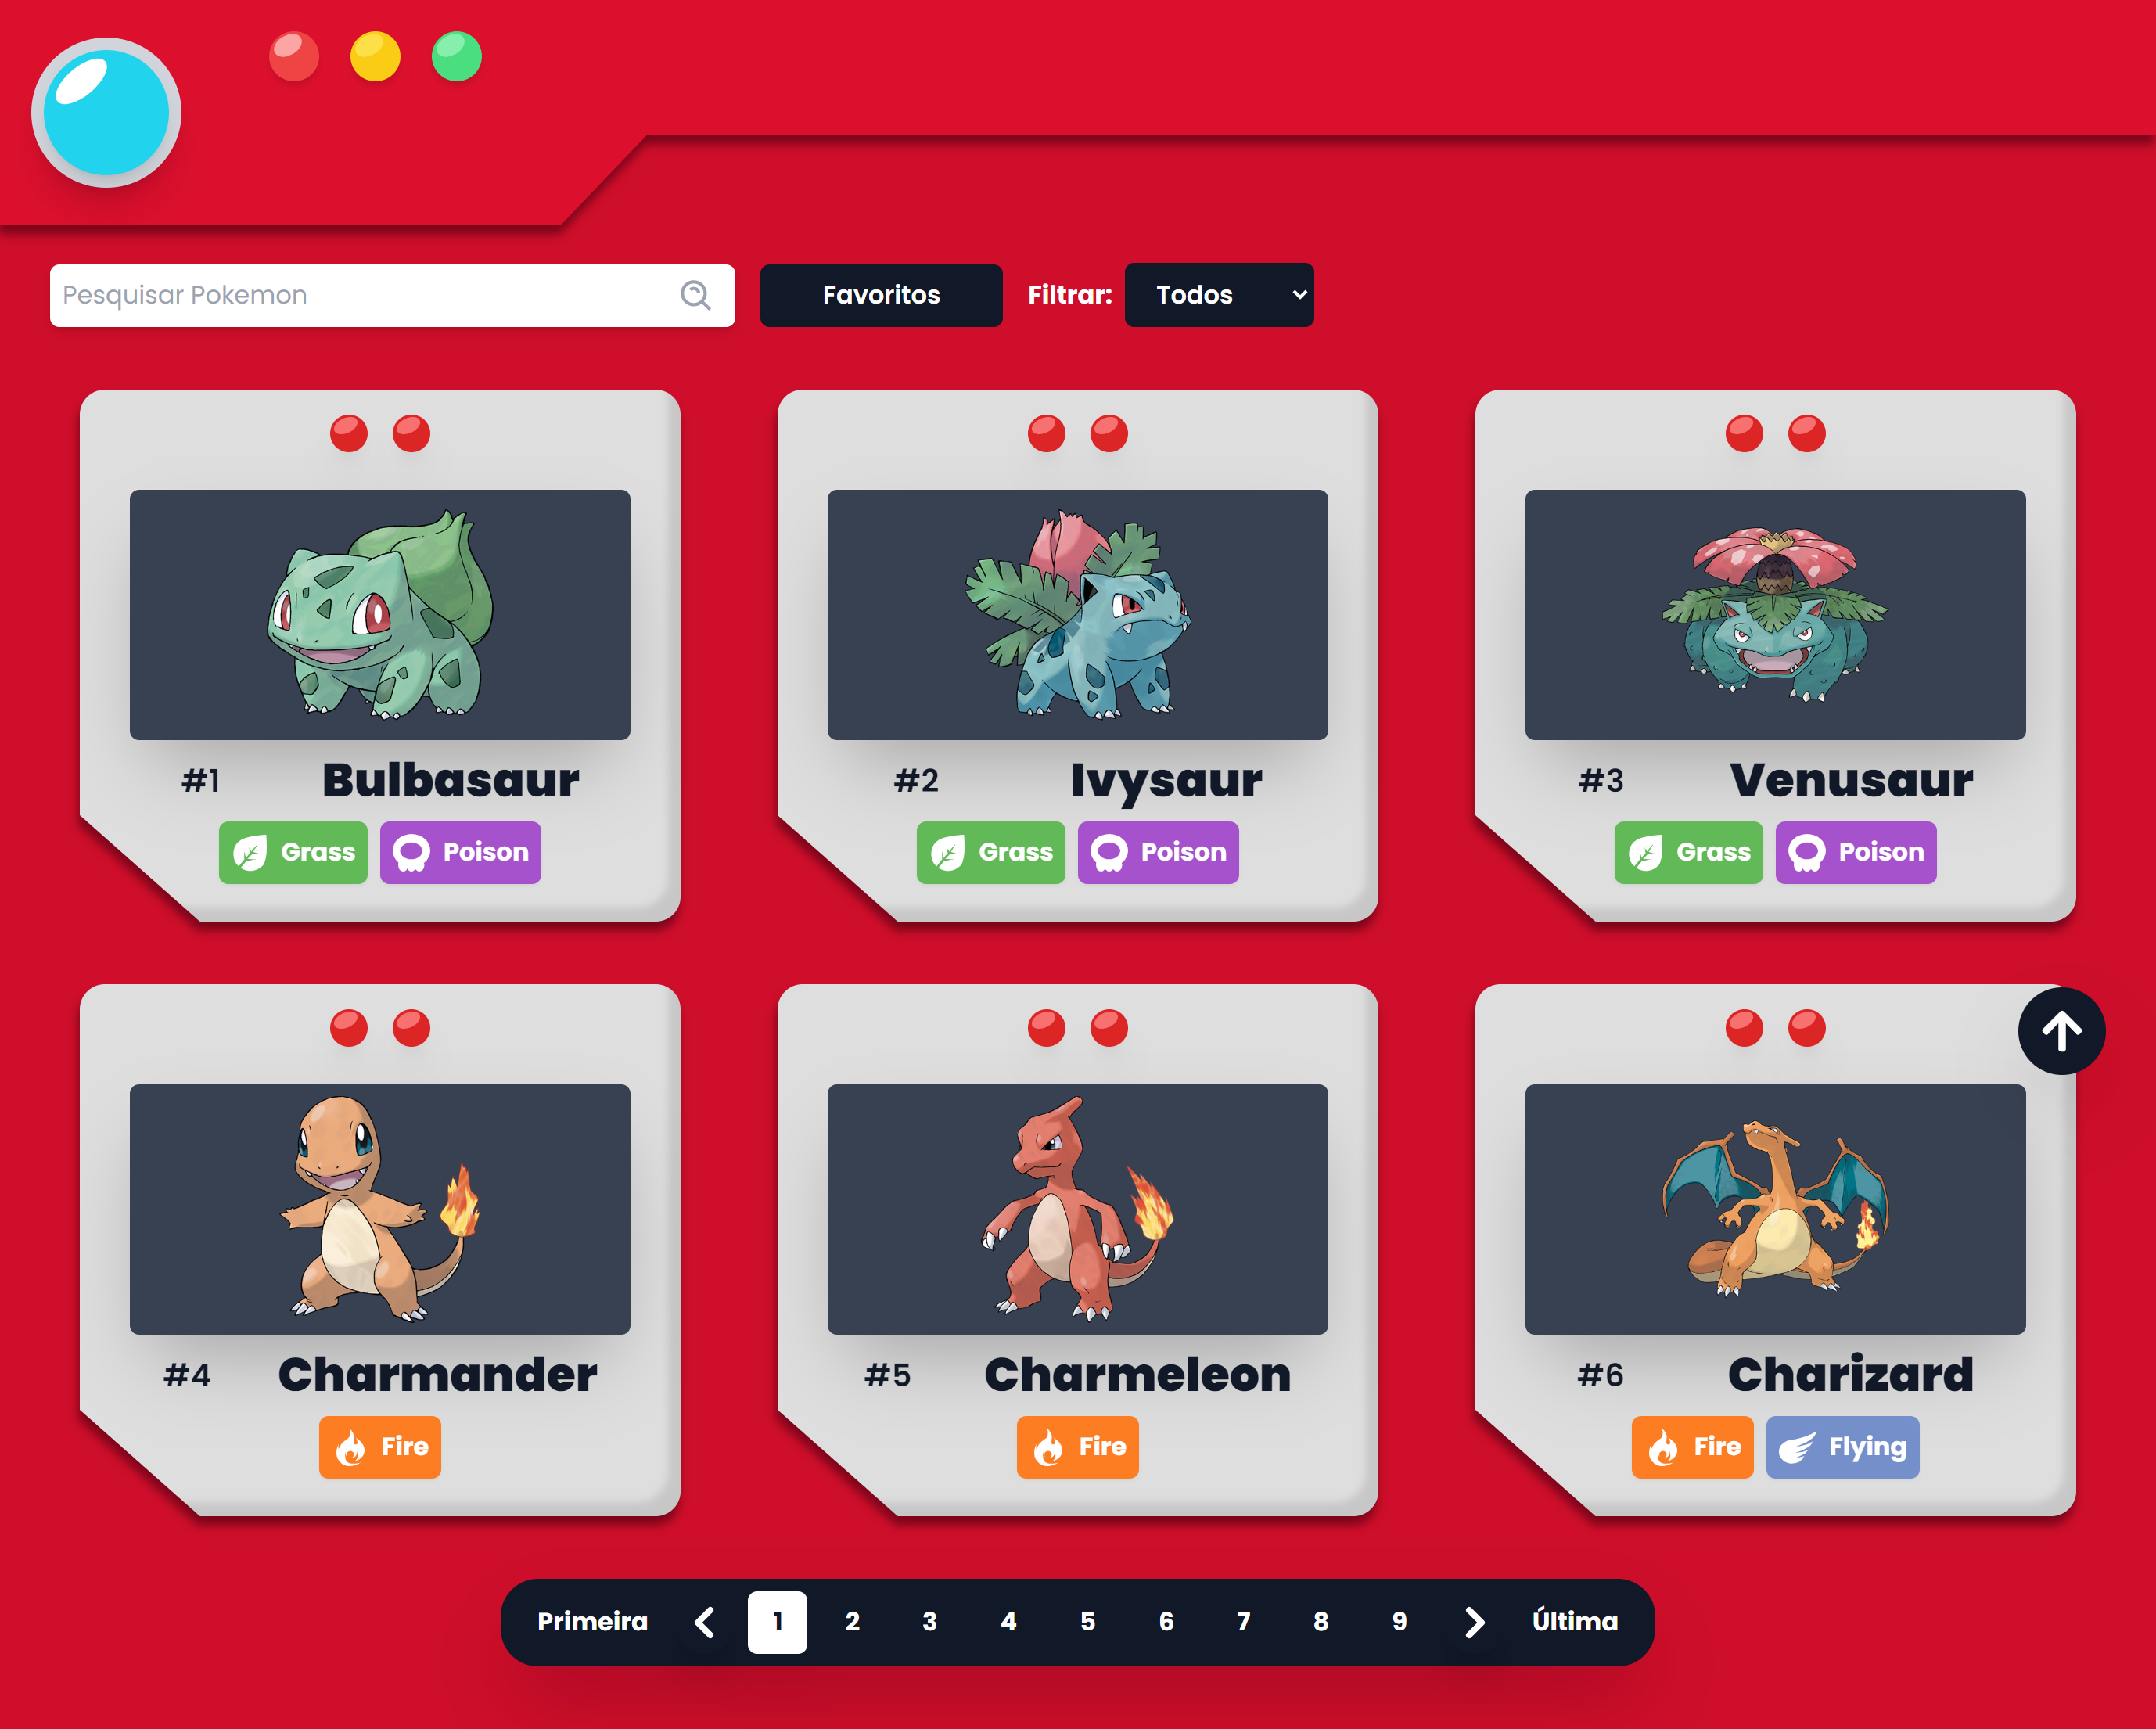 Pesquisar Pokemon Favoritos Filtrar: Todos
#1 Bulbasaur
Grass Poison
#2 Ivysaur
Grass Poison
#3 Venusaur
Grass Poison
#4 Charmander
Fire
#5 Charmeleon
Fire
#6 Charizard
Fire Flying
Primeira 1 2 3 4 5 6 7 8 9 Última